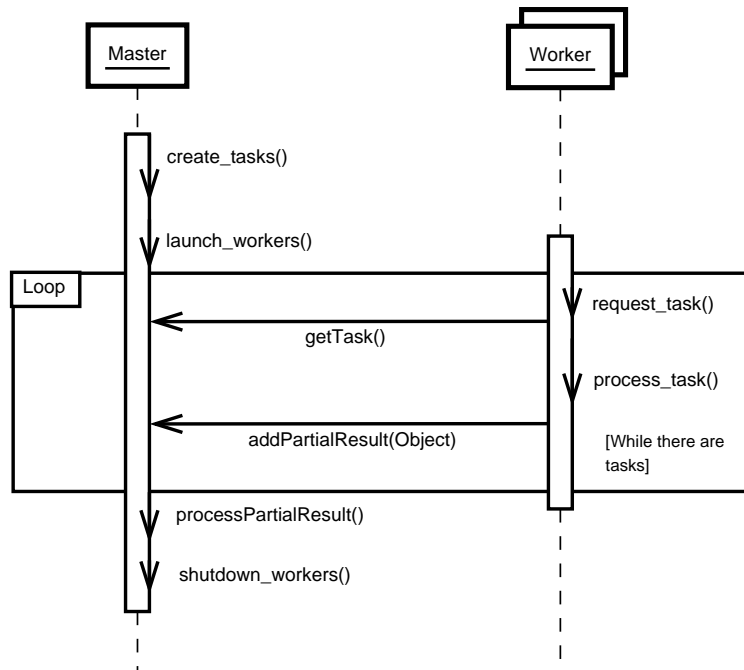 Master
Worker
create_tasks()
launch_workers()
Loop
request_task()
getTask()
process_task()
addPartialResult(Object)
[While there are
tasks]
processPartialResult()
shutdown_workers()